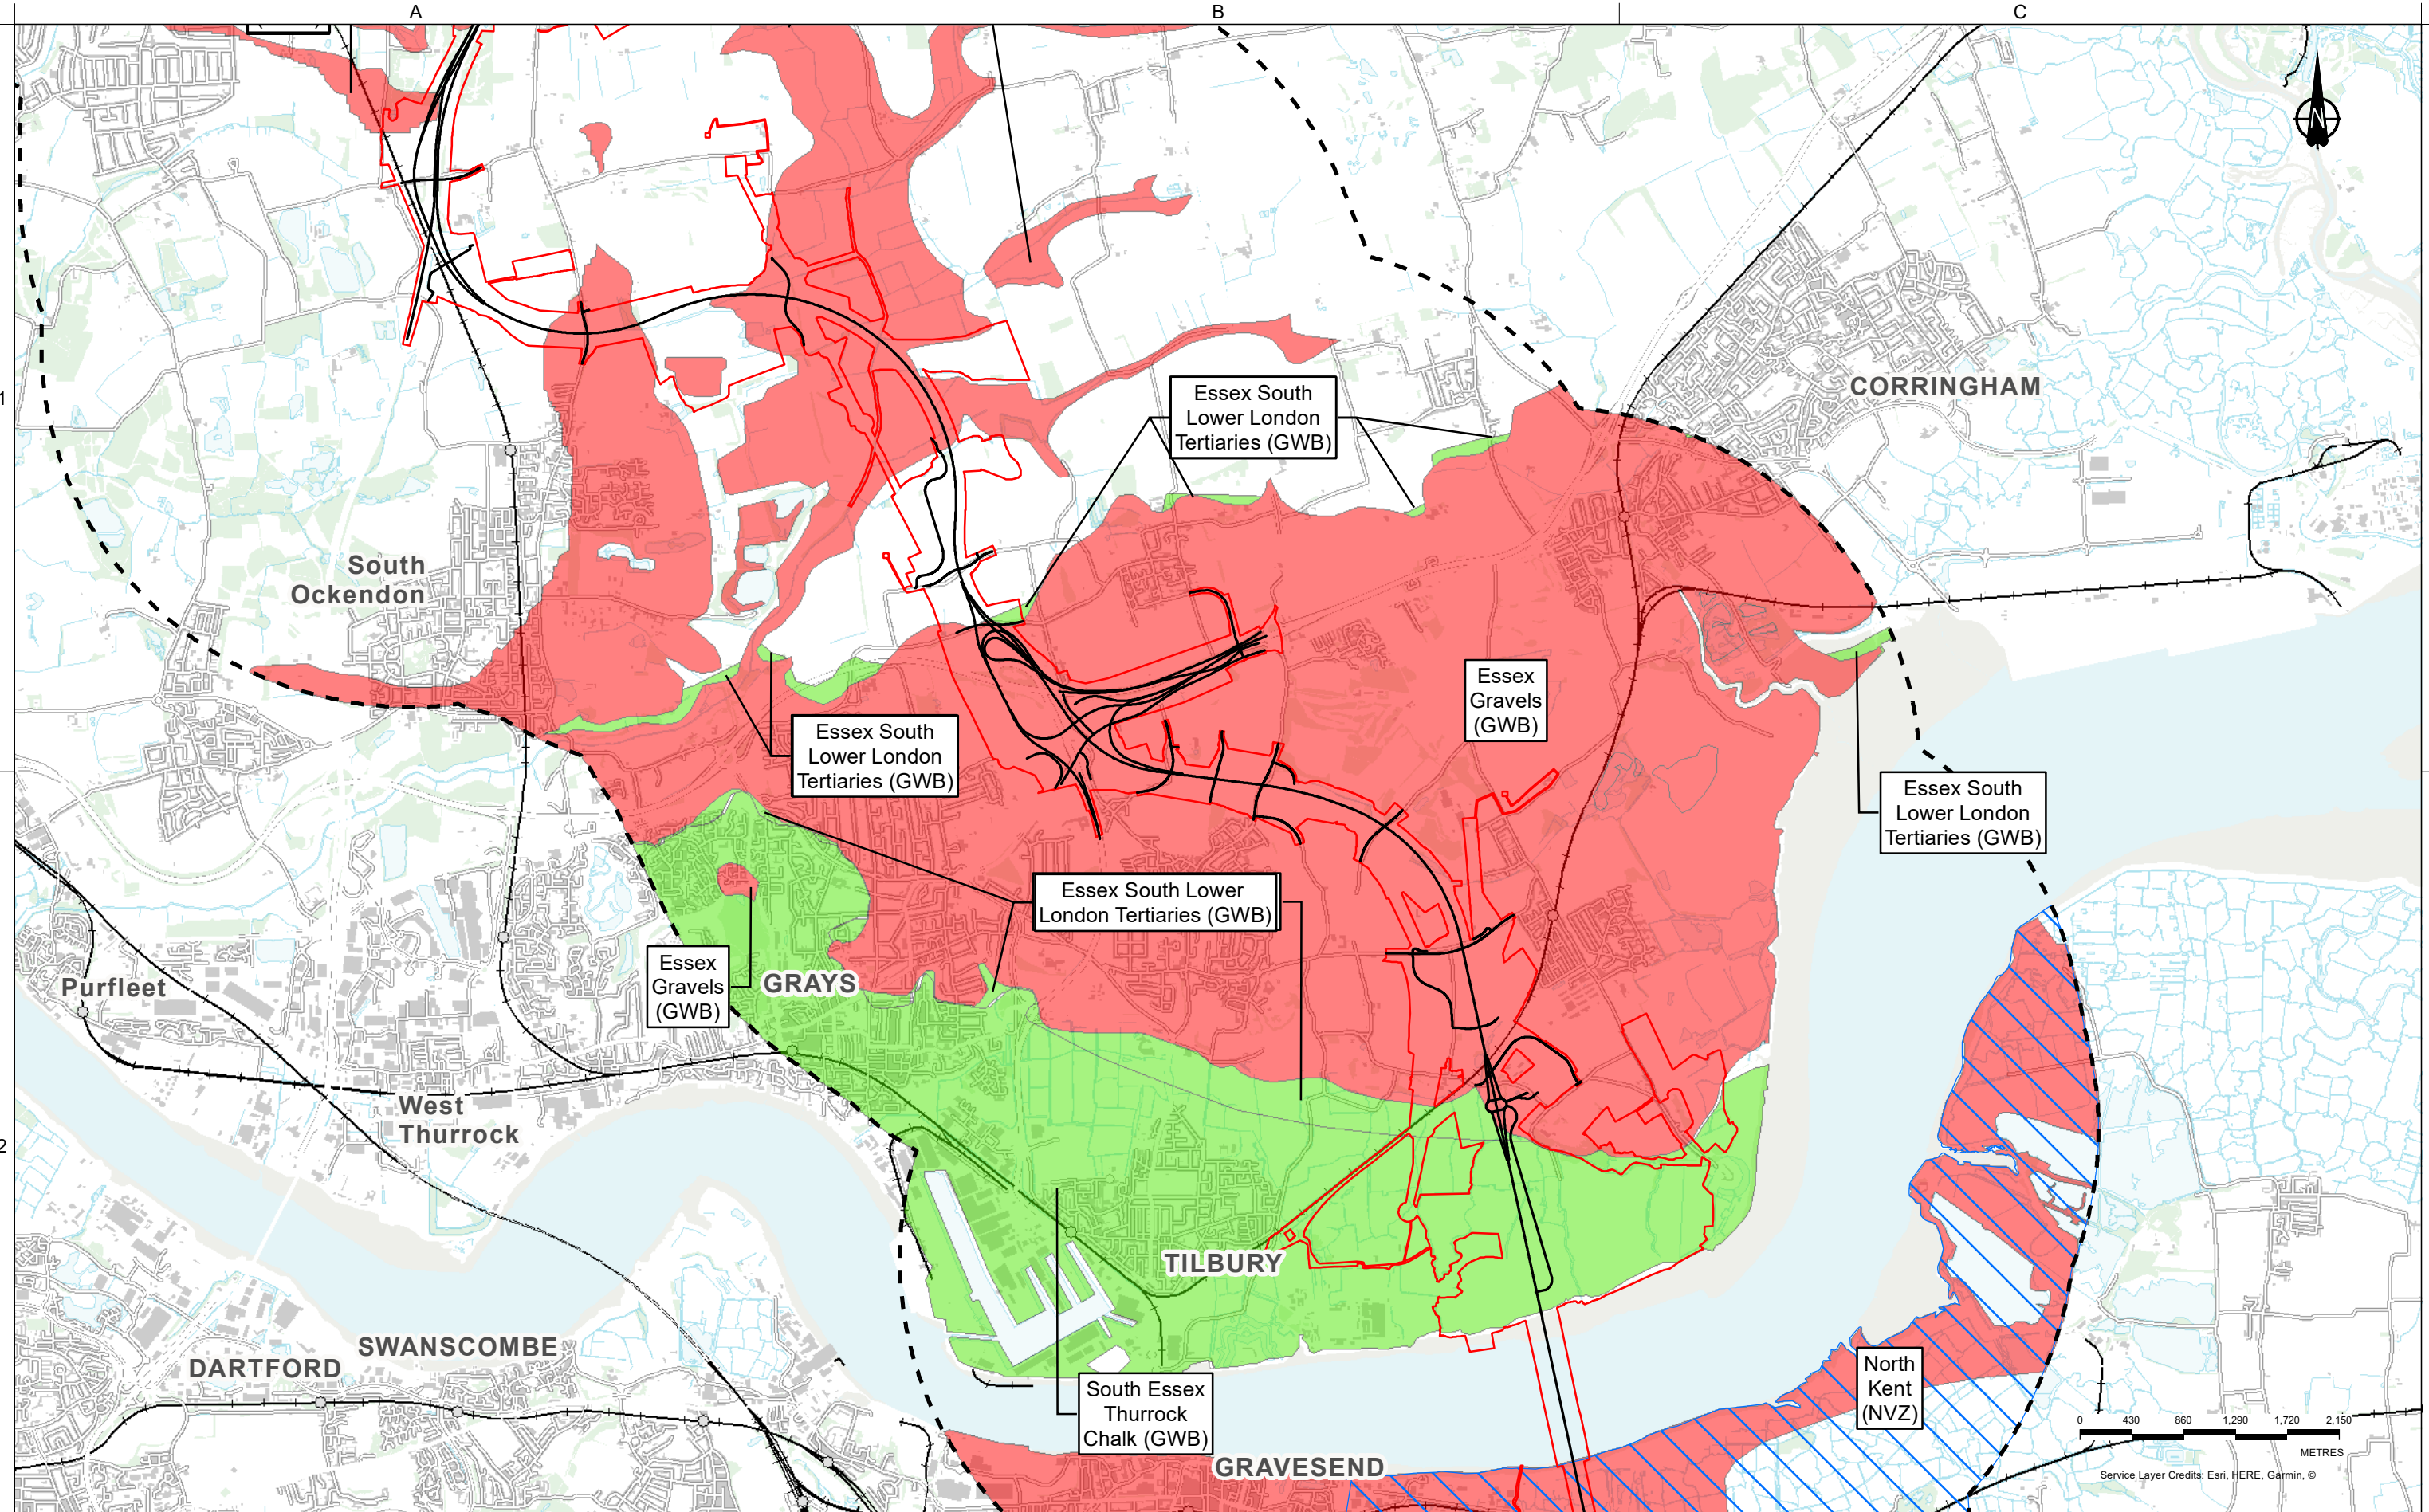 A
B
C
N
1
CORRINGHAM
Essex South
Lower London
Tertiaries (GWB)
South
Ockendon
Essex
Gravels
(GWB)
Essex South
Lower London
Tertiaries (GWB)
Essex South
Lower London
Tertiaries (GWB)
Essex South Lower
London Tertiaries (GWB)
Essex
Gravels
(GWB)
GRAYS
Purfleet
West
Thurrock
2
TILBURY
SWANSCOMBE
DARTFORD
North
Kent
(NVZ)
South Essex
Thurrock
Chalk (GWB)
GRAVESEND
0 430 860 1,290 1,720 2,150
METRES
Service Layer Credits: Esri, HERE, Garmin, ©